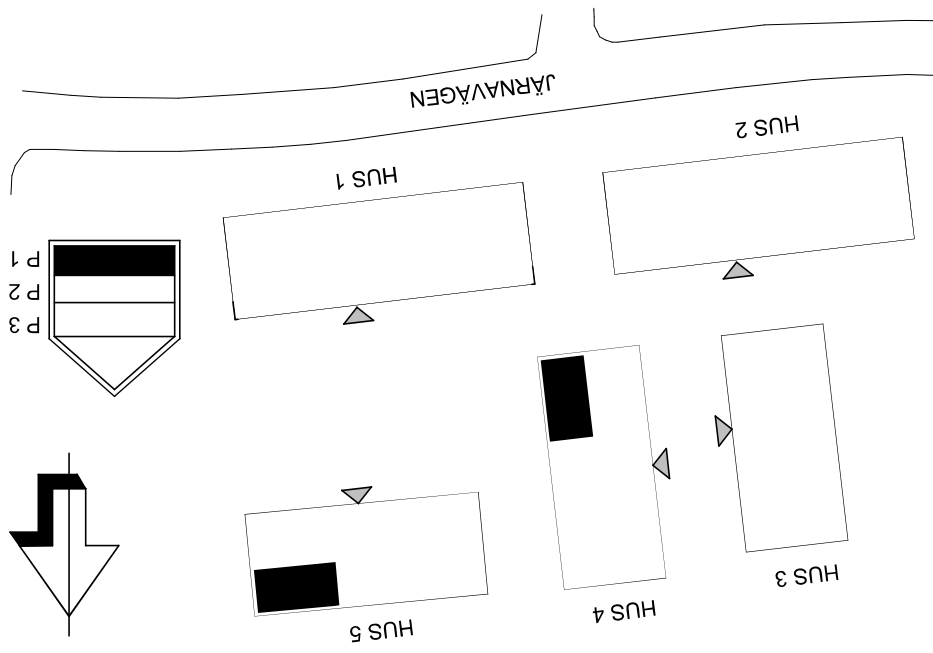 HUS 5
HUS 4
HUS 3
P 3
P 2
P 1
HUS 1
HUS 2
JÄRNAVÄGEN